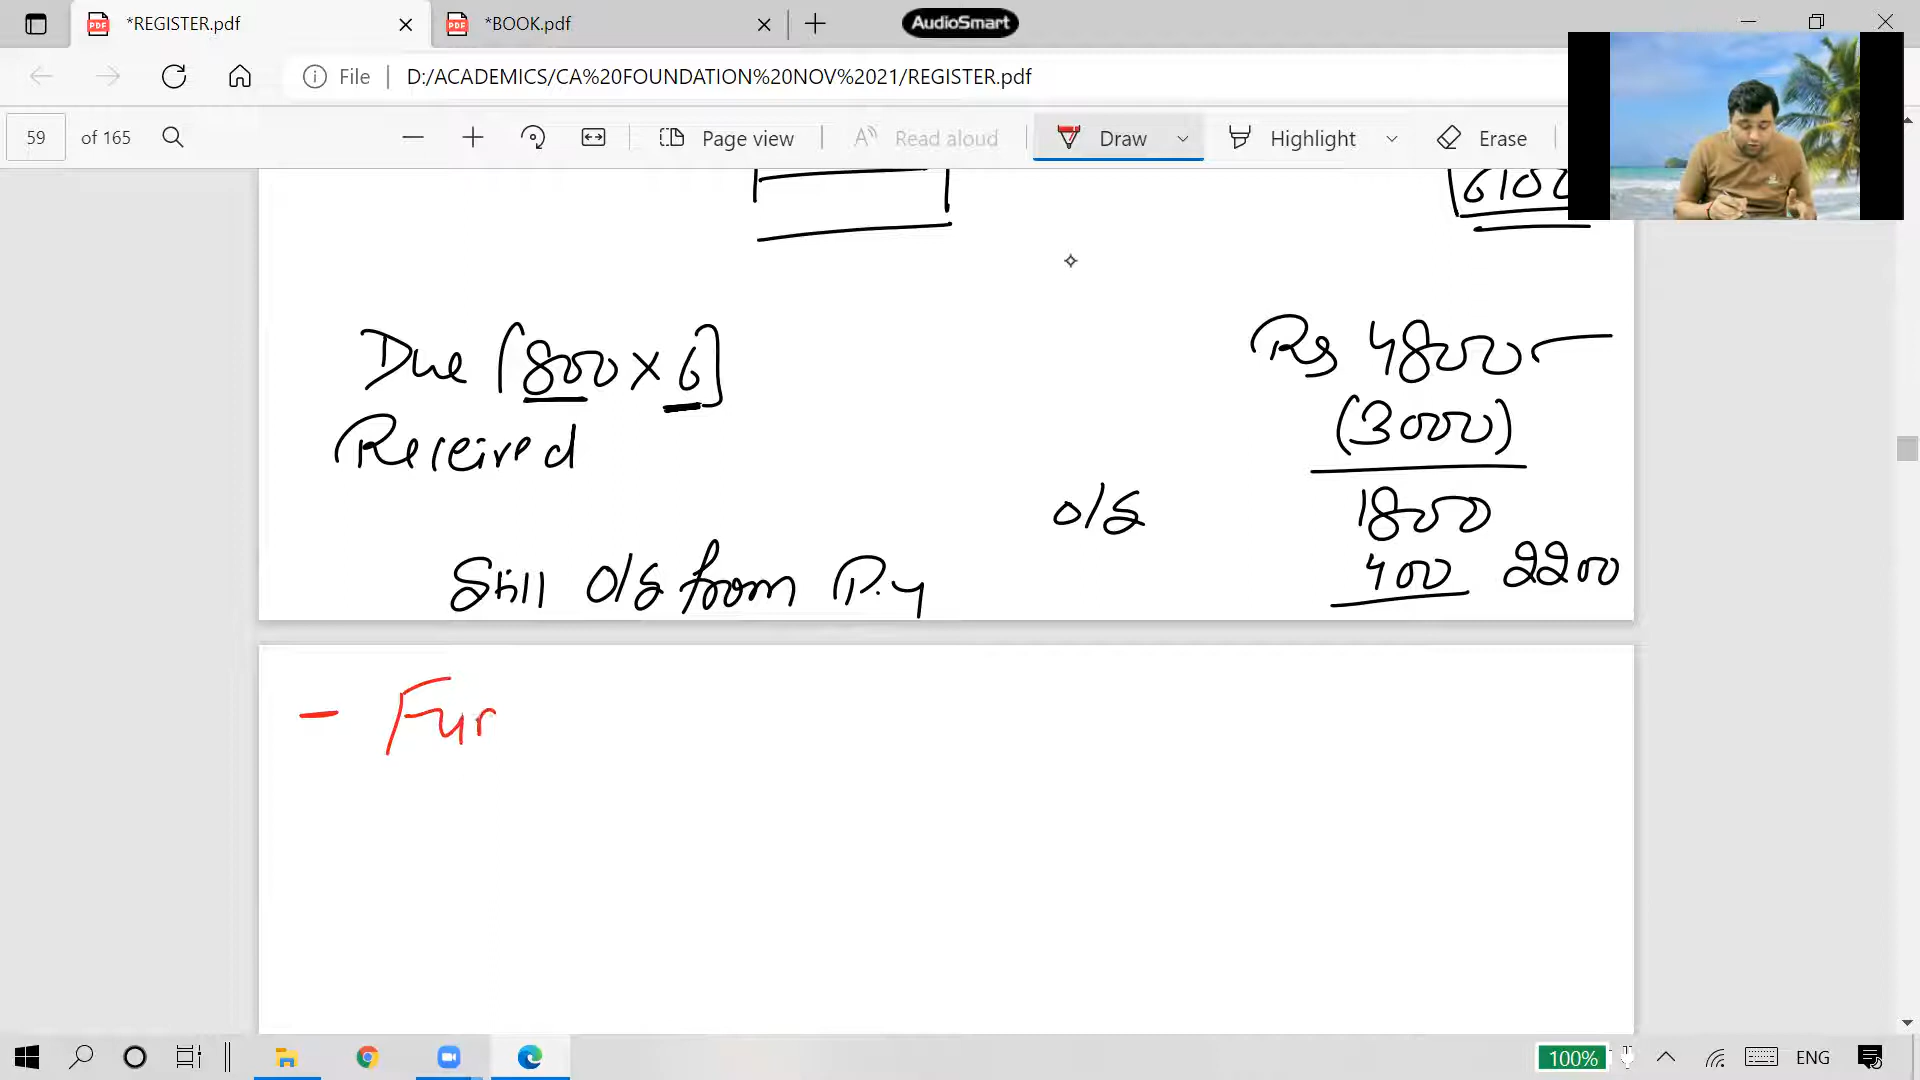 *REGISTER.pdf
*BOOK.pdf
AudioSmart
File
D:/ACADEMICS/CA%20FOUNDATION%20NOV%2021/REGISTER.pdf
59 of 165
Page view
Read aloud
Draw
Highlight
Erase
6100
Due [800 × 6] Rs 4800
Received (3000)
o/s 1800
Still o/s from P.y 400 2200
- Fur
100%
ENG